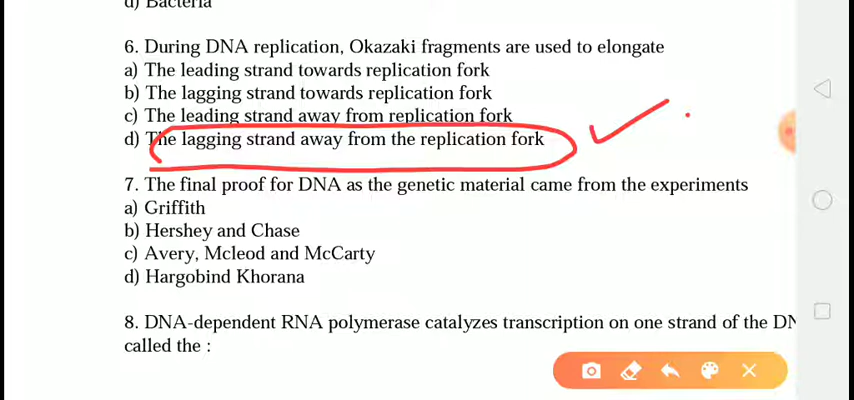 d) Bacteria
6. During DNA replication, Okazaki fragments are used to elongate
a) The leading strand towards replication fork
b) The lagging strand towards replication fork
c) The leading strand away from replication fork
d) The lagging strand away from the replication fork
7. The final proof for DNA as the genetic material came from the experiments
a) Griffith
b) Hershey and Chase
c) Avery, Mcleod and McCarty
d) Hargobind Khorana
8. DNA-dependent RNA polymerase catalyzes transcription on one strand of the DN
called the :